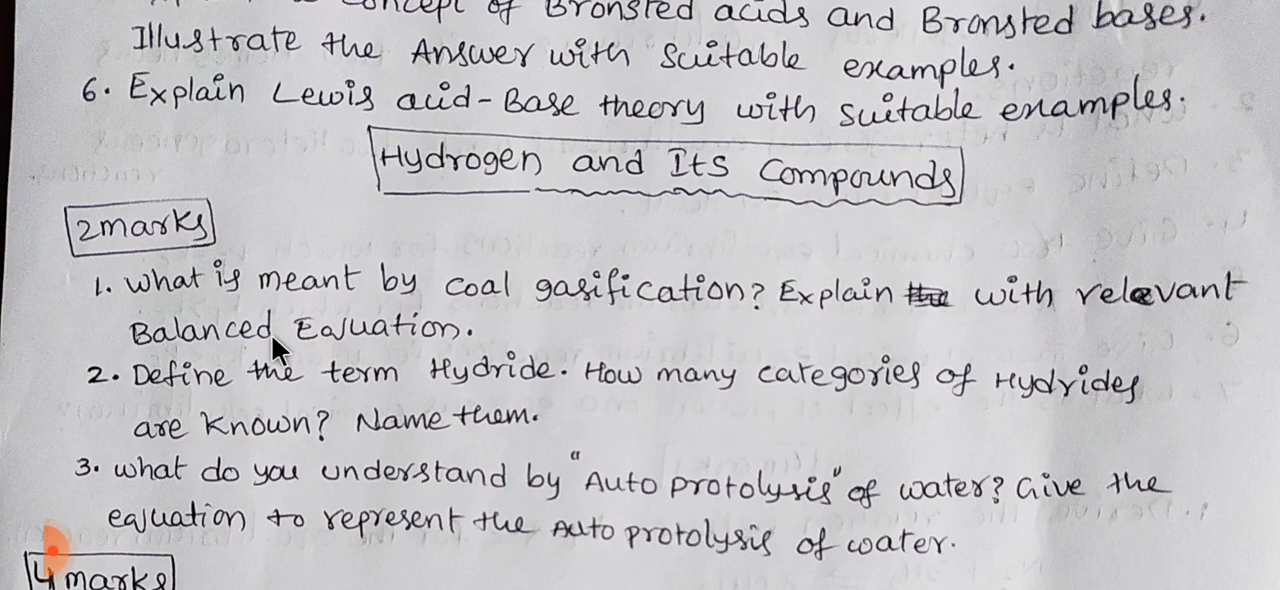 concept of Bronsted acids and Bronsted bases.
Illustrate the Answer with Suitable examples.
6. Explain Lewis acid-Base theory with suitable examples.
Hydrogen and Its Compounds
2marks
1. what is meant by coal gasification? Explain with relevant
Balanced Equation.
2. Define the term Hydride. How many categories of Hydrides
are known? Name them.
3. what do you understand by "Auto protolysis" of water? Give the
equation to represent the Auto protolysis of water.
4marks